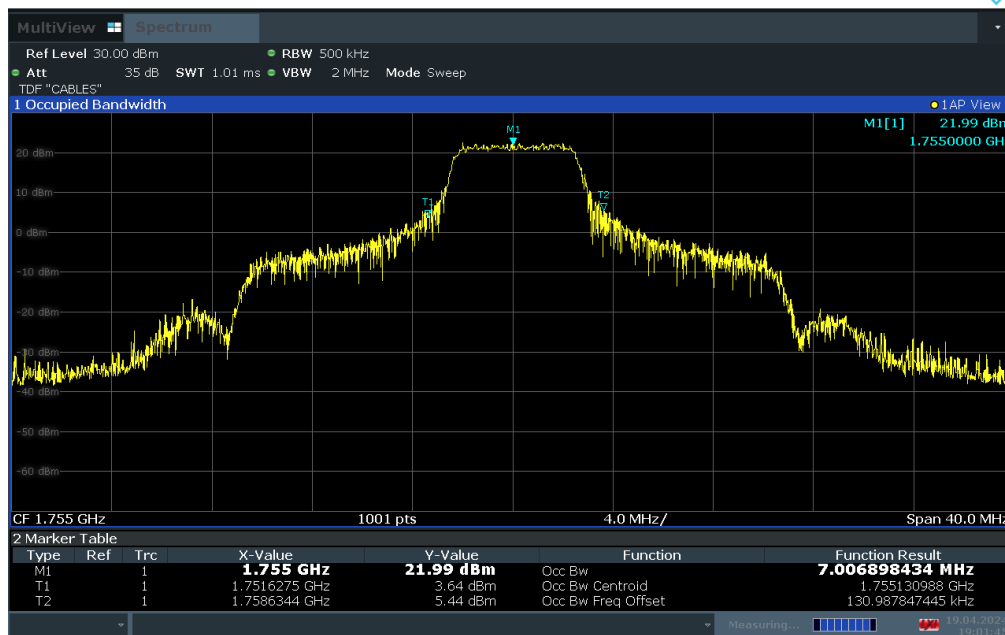 MultiView Spectrum
Ref Level 30.00 dBm RBW 500 kHz
Att 35 dB SWT 1.01 ms VBW 2 MHz Mode Sweep
TDF "CABLES"
1 Occupied Bandwidth 1AP View
M1[1] 21.99 dBm
1.7550000 GH
M1
20 dBm
10 dBm
T1
T2
0 dBm
-10 dBm
-20 dBm
-30 dBm
-40 dBm
-50 dBm
-60 dBm
CF 1.755 GHz 1001 pts 4.0 MHz/ Span 40.0 MHz
2 Marker Table
Type Ref Trc X-Value Y-Value Function Function Result
M1 1 1.755 GHz 21.99 dBm Occ Bw 7.006898434 MHz
T1 1 1.7516275 GHz 3.64 dBm Occ Bw Centroid 1.755130988 GHz
T2 1 1.7586344 GHz 5.44 dBm Occ Bw Freq Offset 130.987847445 kHz
Measuring... 19.04.2024